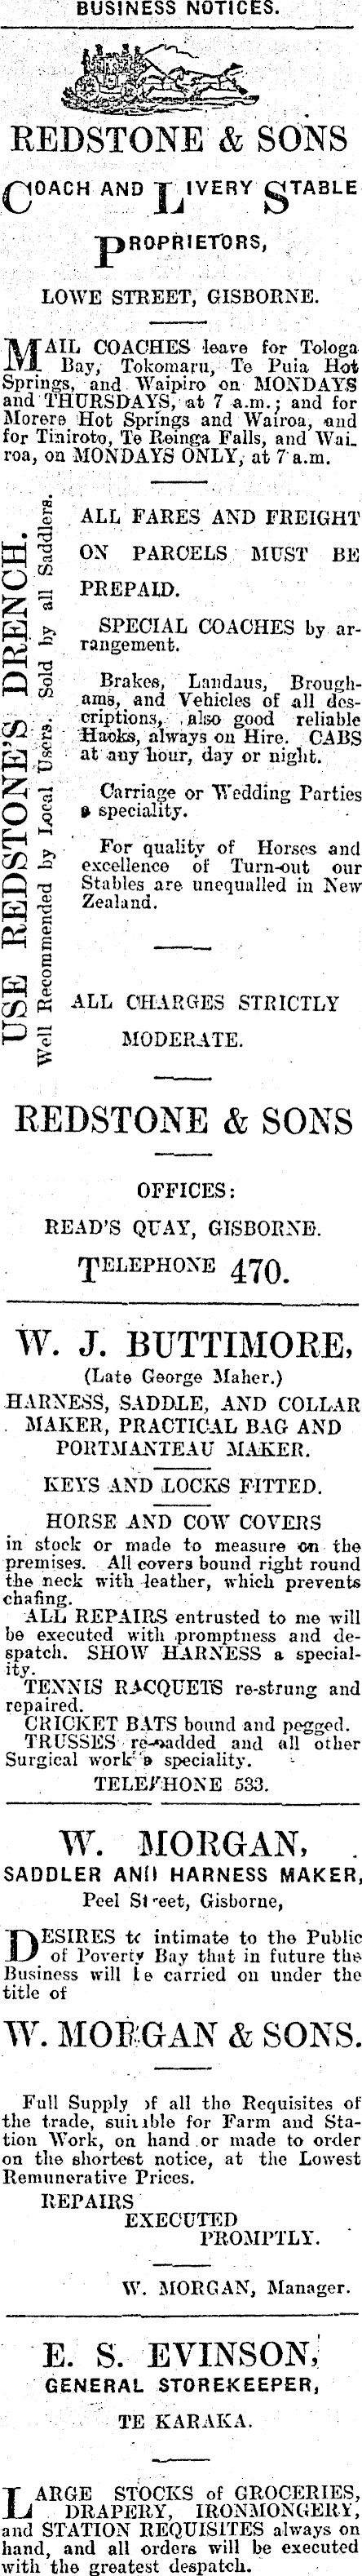 BUSINESS NOTICES.
REDSTONE & SONS
COACH AND LIVERY STABLE
PROPRIETORS,
LOWE STREET, GISBORNE.
MAIL COACHES leave for Tologa
Bay, Tokomaru, Te Puia Hot
Springs, and Waipiro on MONDAYS
and THURSDAYS, at 7 a.m.; and for
Morere Hot Springs and Wairoa, and
for Tiniroto, Te Reinga Falls, and Wai-
roa, on MONDAYS ONLY, at 7 a.m.
USE REDSTONE'S DRENCH.
Well Recommended by Local Users. Sold by all Saddlers.
ALL FARES AND FREIGHT
ON PARCELS MUST BE
PREPAID.
SPECIAL COACHES by ar-
rangement.
Brakes, Landaus, Brough-
ams, and Vehicles of all des-
criptions, also good reliable
Hacks, always on Hire. CABS
at any hour, day or night.
Carriage or Wedding Parties
a speciality.
For quality of Horses and
excellence of Turn-out our
Stables are unequalled in New
Zealand.
ALL CHARGES STRICTLY
MODERATE.
REDSTONE & SONS
OFFICES:
READ'S QUAY, GISBORNE.
TELEPHONE 470.
W. J. BUTTIMORE,
(Late George Maher.)
HARNESS, SADDLE, AND COLLAR
MAKER, PRACTICAL BAG AND
PORTMANTEAU MAKER.
KEYS AND LOCKS FITTED.
HORSE AND COW COVERS
in stock or made to measure on the
premises. All covers bound right round
the neck with leather, which prevents
chafing.
ALL REPAIRS entrusted to me will
be executed with promptness and de-
spatch. SHOW HARNESS a special-
ity.
TENNIS RACQUETS re-strung and
repaired.
CRICKET BATS bound and pegged.
TRUSSES re-padded and all other
Surgical work a speciality.
TELEPHONE 533.
W. MORGAN,
SADDLER AND HARNESS MAKER,
Peel Street, Gisborne,
DESIRES to intimate to the Public
of Poverty Bay that in future the
Business will be carried on under the
title of
W. MORGAN & SONS.
Full Supply of all the Requisites of
the trade, suitable for Farm and Sta-
tion Work, on hand or made to order
on the shortest notice, at the Lowest
Remunerative Prices.
REPAIRS
EXECUTED
PROMPTLY.
W. MORGAN, Manager.
E. S. EVINSON,
GENERAL STOREKEEPER,
TE KARAKA.
LARGE STOCKS of GROCERIES,
DRAPERY, IRONMONGERY,
and STATION REQUISITES always on
hand, and all orders will be executed
with the greatest despatch.